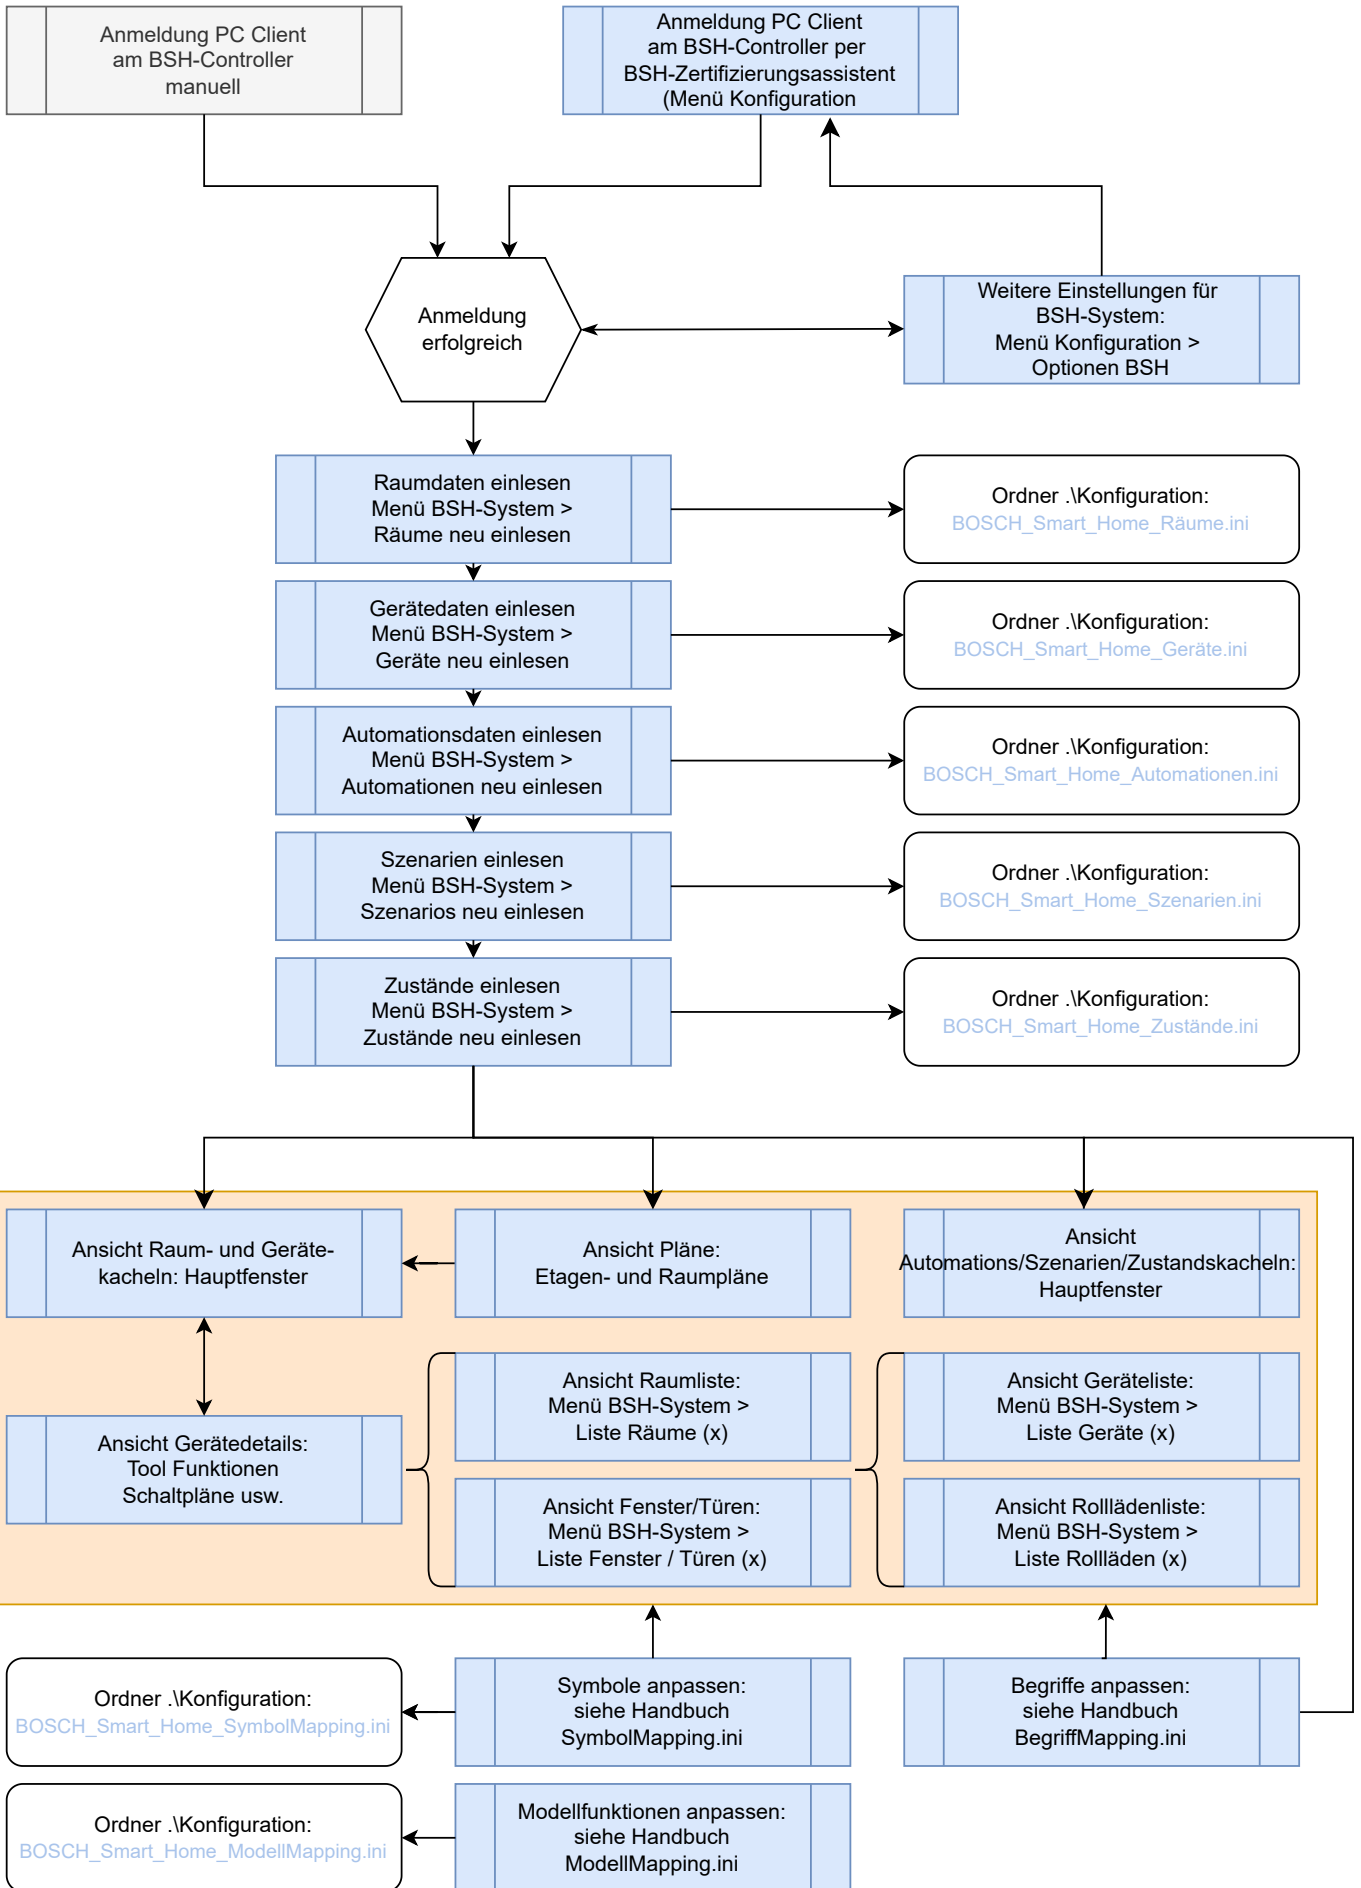 Anmeldung PC Client
am BSH-Controller
manuell
Anmeldung PC Client
am BSH-Controller per
BSH-Zertifizierungsassistent
(Menü Konfiguration
Anmeldung
erfolgreich
Weitere Einstellungen für
BSH-System:
Menü Konfiguration >
Optionen BSH
Raumdaten einlesen
Menü BSH-System >
Räume neu einlesen
Ordner .\Konfiguration:
BOSCH_Smart_Home_Räume.ini
Gerätedaten einlesen
Menü BSH-System >
Geräte neu einlesen
Ordner .\Konfiguration:
BOSCH_Smart_Home_Geräte.ini
Automationsdaten einlesen
Menü BSH-System >
Automationen neu einlesen
Ordner .\Konfiguration:
BOSCH_Smart_Home_Automationen.ini
Szenarien einlesen
Menü BSH-System >
Szenarios neu einlesen
Ordner .\Konfiguration:
BOSCH_Smart_Home_Szenarien.ini
Zustände einlesen
Menü BSH-System >
Zustände neu einlesen
Ordner .\Konfiguration:
BOSCH_Smart_Home_Zustände.ini
Ansicht Raum- und Geräte-
kacheln: Hauptfenster
Ansicht Pläne:
Etagen- und Raumpläne
Ansicht
Automations/Szenarien/Zustandskacheln:
Hauptfenster
Ansicht Gerätedetails:
Tool Funktionen
Schaltpläne usw.
Ansicht Raumliste:
Menü BSH-System >
Liste Räume (x)
Ansicht Geräteliste:
Menü BSH-System >
Liste Geräte (x)
Ansicht Fenster/Türen:
Menü BSH-System >
Liste Fenster / Türen (x)
Ansicht Rolllädenliste:
Menü BSH-System >
Liste Rollläden (x)
Ordner .\Konfiguration:
BOSCH_Smart_Home_SymbolMapping.ini
Symbole anpassen:
siehe Handbuch
SymbolMapping.ini
Begriffe anpassen:
siehe Handbuch
BegriffMapping.ini
Ordner .\Konfiguration:
BOSCH_Smart_Home_ModellMapping.ini
Modellfunktionen anpassen:
siehe Handbuch
ModellMapping.ini